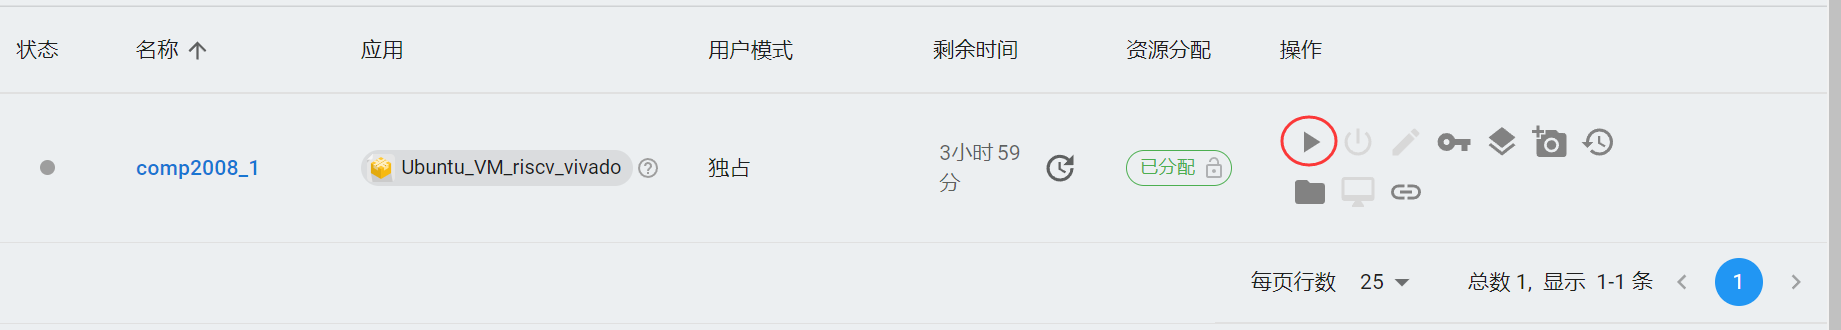 状态 名称 应用 用户模式 剩余时间 资源分配 操作
comp2008_1 Ubuntu_VM_riscv_vivado 独占 3小时 59
分 已分配
每页行数 25 总数 1, 显示 1-1 条 1